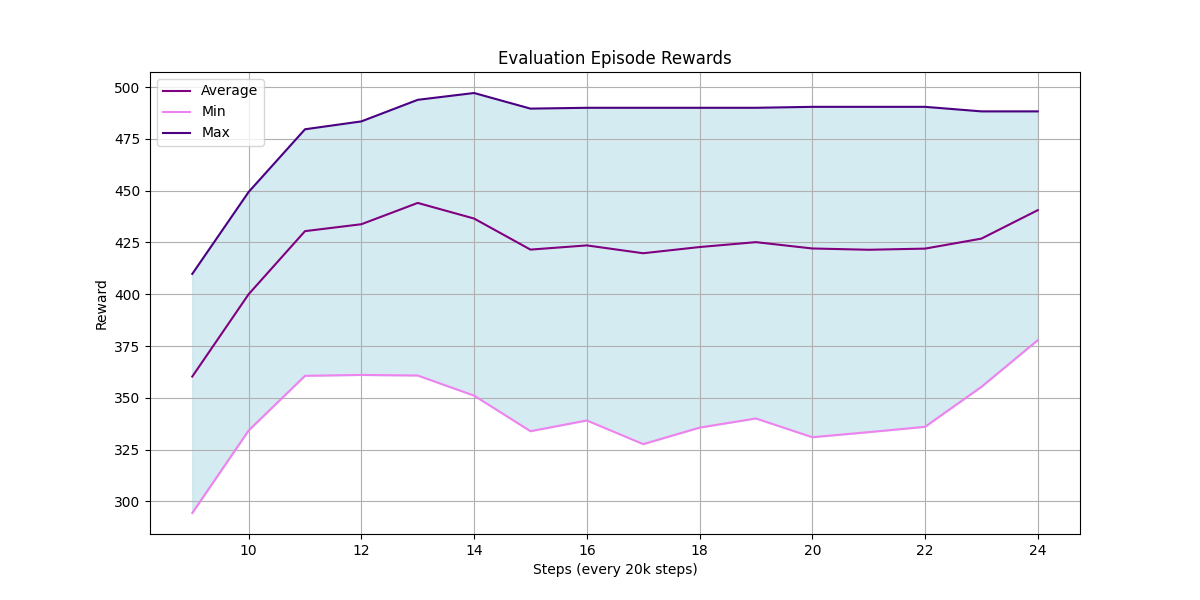 Evaluation Episode Rewards
Average
Min
Max
500
475
450
425
400
375
350
325
300
Reward
10 12 14 16 18 20 22 24
Steps (every 20k steps)